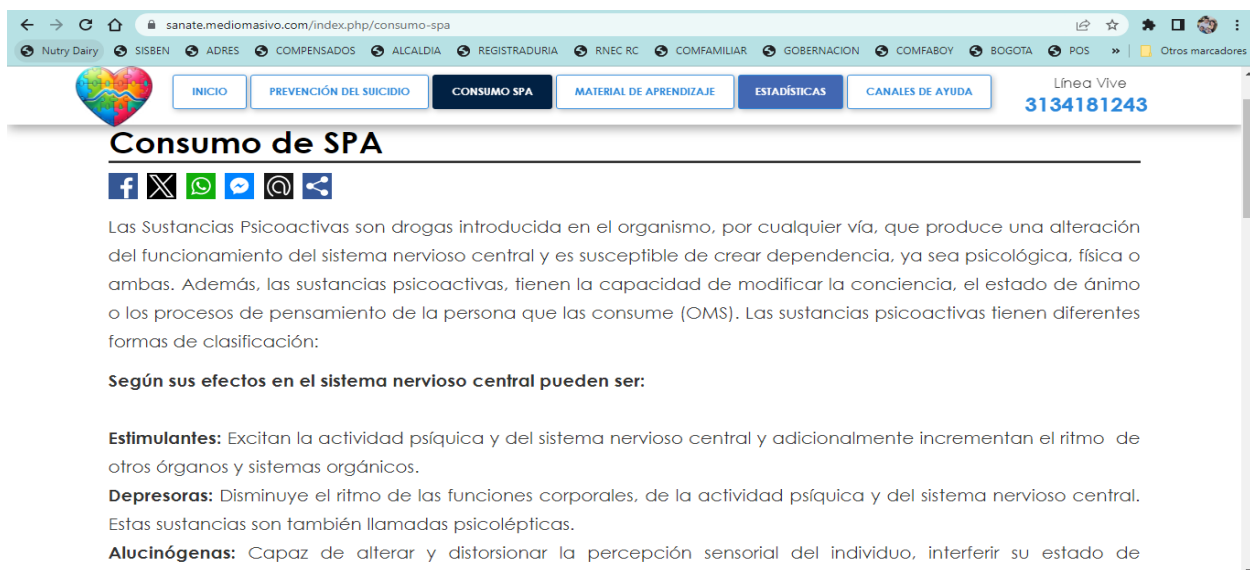 sanate.mediomasivo.com/index.php/consumo-spa
Nutry Dairy SISBEN ADRES COMPENSADOS ALCALDIA REGISTRADURIA RNEC RC COMFAMILIAR GOBERNACION COMFABOY BOGOTA POS » Otros marcadores
INICIO PREVENCIÓN DEL SUICIDIO CONSUMO SPA MATERIAL DE APRENDIZAJE ESTADÍSTICAS CANALES DE AYUDA Línea Vive
3134181243
Consumo de SPA
Las Sustancias Psicoactivas son drogas introducida en el organismo, por cualquier vía, que produce una alteración
del funcionamiento del sistema nervioso central y es susceptible de crear dependencia, ya sea psicológica, física o
ambas. Además, las sustancias psicoactivas, tienen la capacidad de modificar la conciencia, el estado de ánimo
o los procesos de pensamiento de la persona que las consume (OMS). Las sustancias psicoactivas tienen diferentes
formas de clasificación:
Según sus efectos en el sistema nervioso central pueden ser:
Estimulantes: Excitan la actividad psíquica y del sistema nervioso central y adicionalmente incrementan el ritmo de
otros órganos y sistemas orgánicos.
Depresoras: Disminuye el ritmo de las funciones corporales, de la actividad psíquica y del sistema nervioso central.
Estas sustancias son también llamadas psicolépticas.
Alucinógenas: Capaz de alterar y distorsionar la percepción sensorial del individuo, interferir su estado de